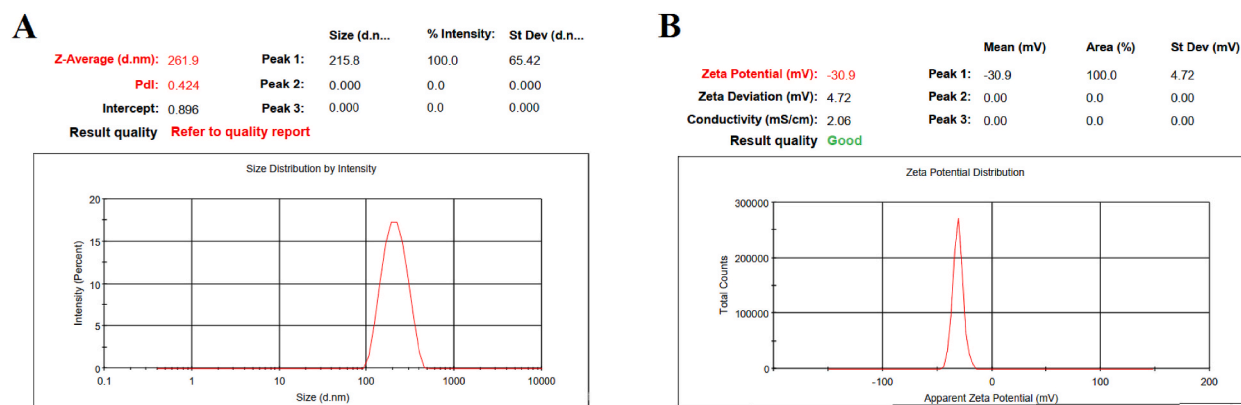 A
Size (d.n... % Intensity: St Dev (d.n...
Z-Average (d.nm): 261.9 Peak 1: 215.8 100.0 65.42
PdI: 0.424 Peak 2: 0.000 0.0 0.000
Intercept: 0.896 Peak 3: 0.000 0.0 0.000
Result quality Refer to quality report
Size Distribution by Intensity
Intensity (Percent)
20
15
10
5
0
0.1 1 10 100 1000 10000
Size (d.nm)
B
Mean (mV) Area (%) St Dev (mV)
Zeta Potential (mV): -30.9 Peak 1: -30.9 100.0 4.72
Zeta Deviation (mV): 4.72 Peak 2: 0.00 0.0 0.00
Conductivity (mS/cm): 2.06 Peak 3: 0.00 0.0 0.00
Result quality Good
Zeta Potential Distribution
Total Counts
300000
200000
100000
0
-100 0 100 200
Apparent Zeta Potential (mV)